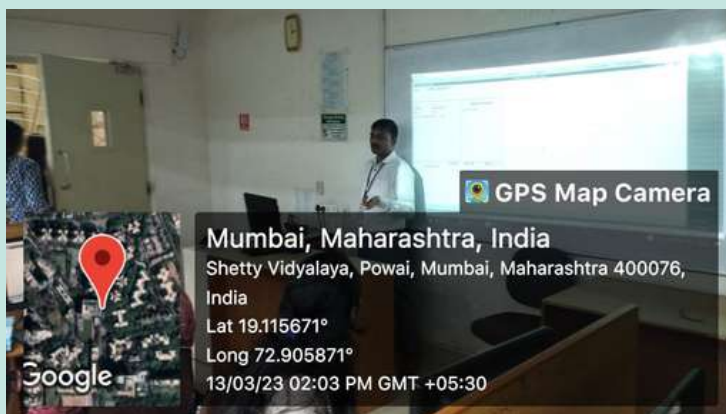 GPS Map Camera
Mumbai, Maharashtra, India
Shetty Vidyalaya, Powai, Mumbai, Maharashtra 400076,
India
Lat 19.115671°
Long 72.905871°
13/03/23 02:03 PM GMT +05:30
Google